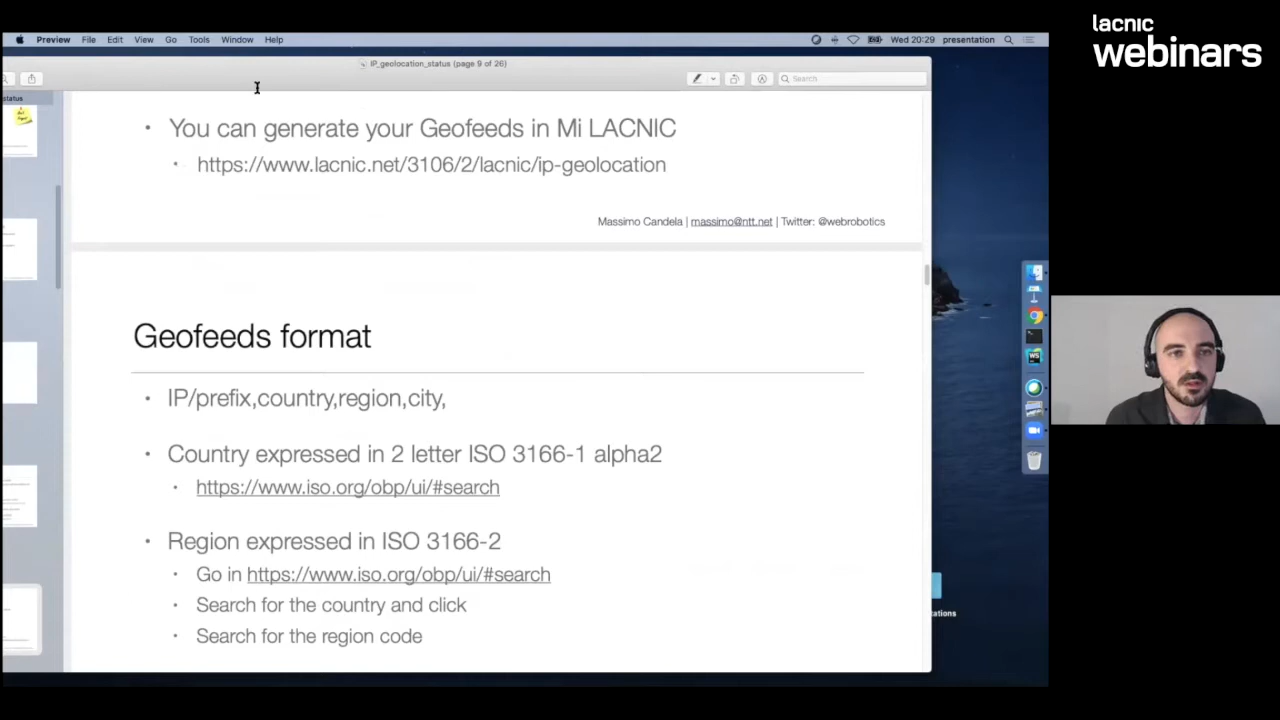 lacnic
webinars
Preview File Edit View Go Tools Window Help
Wed 20:29 presentation
IP_geolocation_status (page 9 of 26)
Search
status
• You can generate your Geofeeds in Mi LACNIC
• https://www.lacnic.net/3106/2/lacnic/ip-geolocation
Massimo Candela | massimo@ntt.net | Twitter: @webrobotics
Geofeeds format
• IP/prefix,country,region,city,
• Country expressed in 2 letter ISO 3166-1 alpha2
• https://www.iso.org/obp/ui/#search
• Region expressed in ISO 3166-2
• Go in https://www.iso.org/obp/ui/#search
• Search for the country and click
• Search for the region code
WS
tations